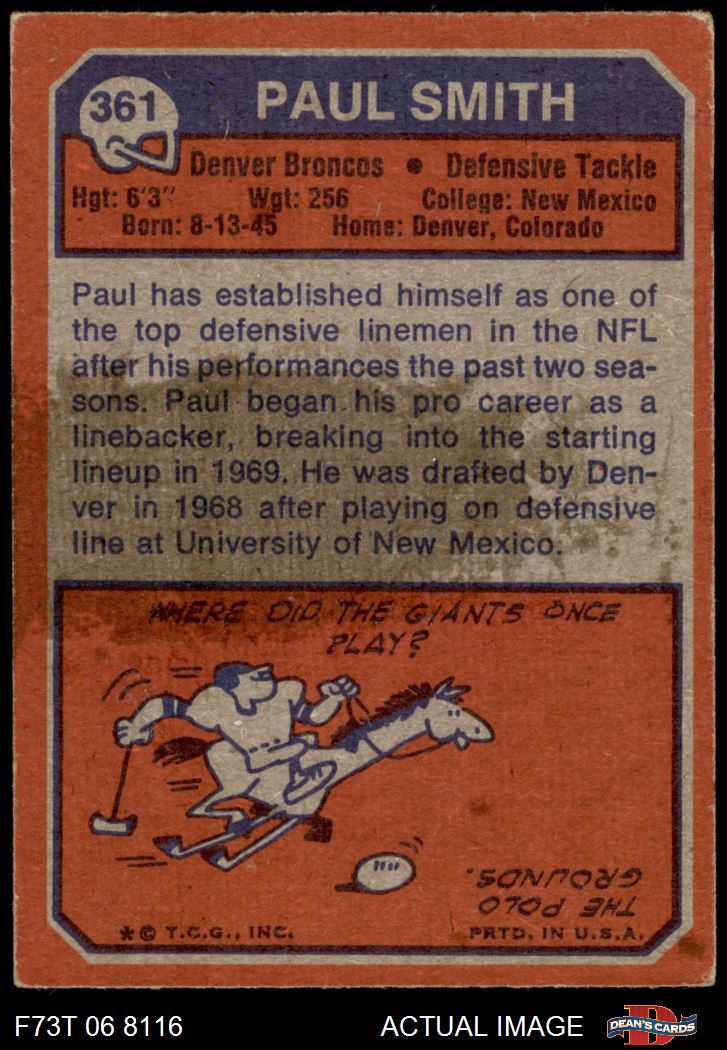 361
PAUL SMITH
Denver Broncos • Defensive Tackle
Hgt: 6'3" Wgt: 256 College: New Mexico
Born: 8-13-45 Home: Denver, Colorado
Paul has established himself as one of
the top defensive linemen in the NFL
after his performances the past two sea-
sons. Paul began his pro career as a
linebacker, breaking into the starting
lineup in 1969. He was drafted by Den-
ver in 1968 after playing on defensive
line at University of New Mexico.
WHERE DID THE GIANTS ONCE
PLAY?
THE POLO
GROUNDS.
* © T.C.G., INC. PRTD. IN U.S.A.
F73T 06 8116 ACTUAL IMAGE D DEAN'S CARDS